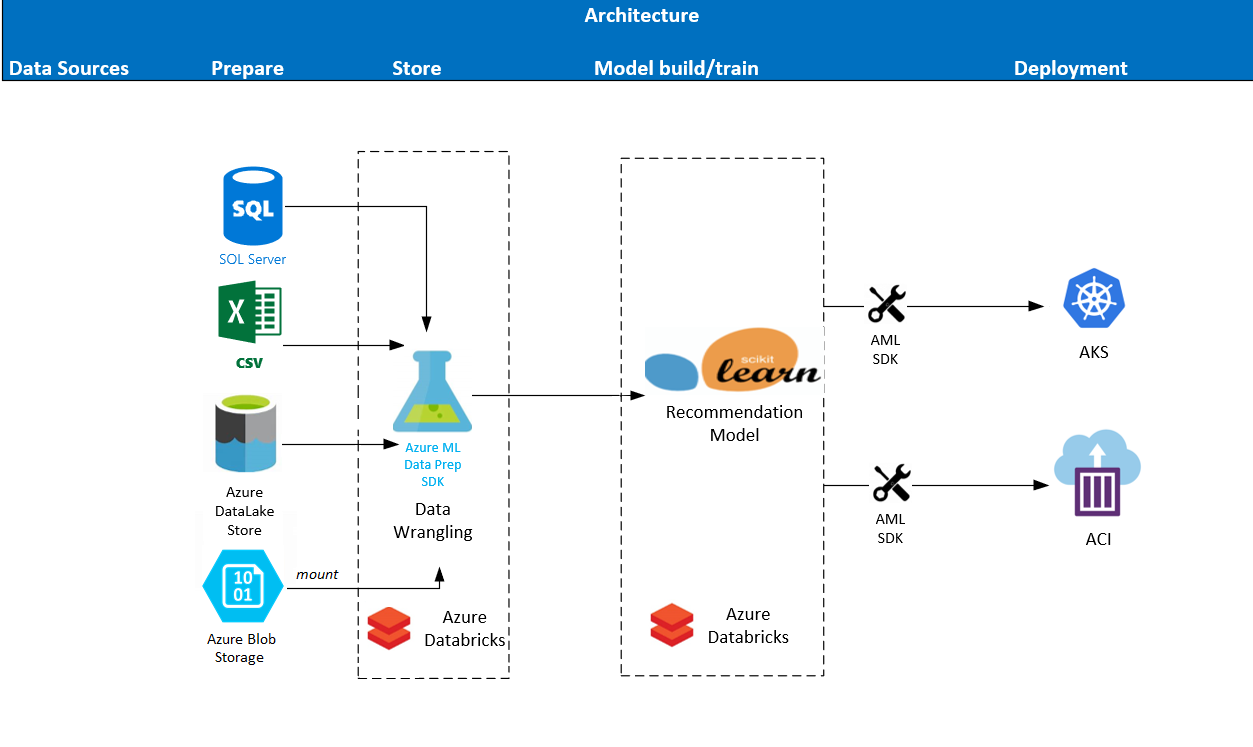 Architecture
Data Sources
Prepare
Store
Model build/train
Deployment
SQL
SQL Server
X
CSV
Azure
DataLake
Store
10
01
Azure Blob
Storage
mount
Azure ML
Data Prep
SDK
Data
Wrangling
Azure
Databricks
scikit
learn
Recommendation
Model
Azure
Databricks
AML
SDK
AKS
AML
SDK
ACI